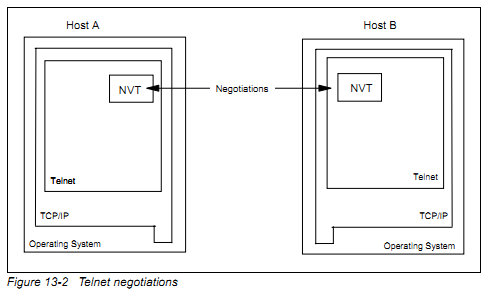 Host A
Host B
NVT
Negotiations
NVT
Telnet
Telnet
TCP/IP
TCP/IP
Operating System
Operating System
Figure 13-2 Telnet negotiations